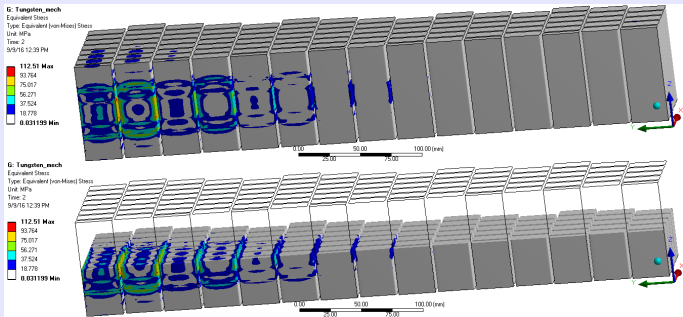 G: Tungsten_mech
Equivalent Stress
Type: Equivalent (von-Mises) Stress
Unit: MPa
Time: 2
9/9/16 12:39 PM
112.51 Max
93.764
75.017
56.271
37.524
18.778
0.031199 Min
0.00
50.00
100.00 (mm)
25.00
75.00
Z
Y
X
G: Tungsten_mech
Equivalent Stress
Type: Equivalent (von-Mises) Stress
Unit: MPa
Time: 2
9/9/16 12:39 PM
112.51 Max
93.764
75.017
56.271
37.524
18.778
0.031199 Min
0.00
50.00
100.00 (mm)
25.00
75.00
Z
Y
X